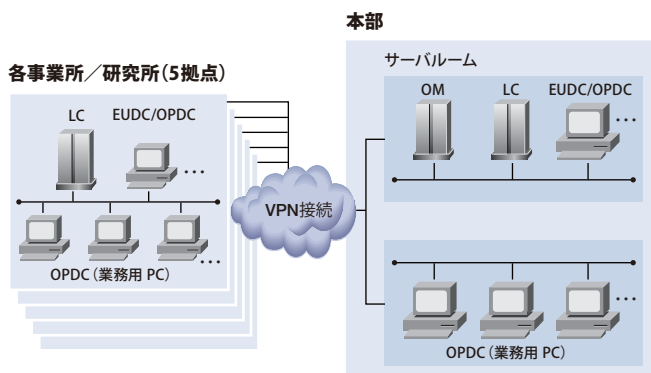 本部
各事業所／研究所（5拠点）
サーバルーム
LC
EUDC/OPDC
…
OPDC（業務用 PC）
…
VPN接続
OM
LC
EUDC/OPDC
…
…
OPDC（業務用 PC）